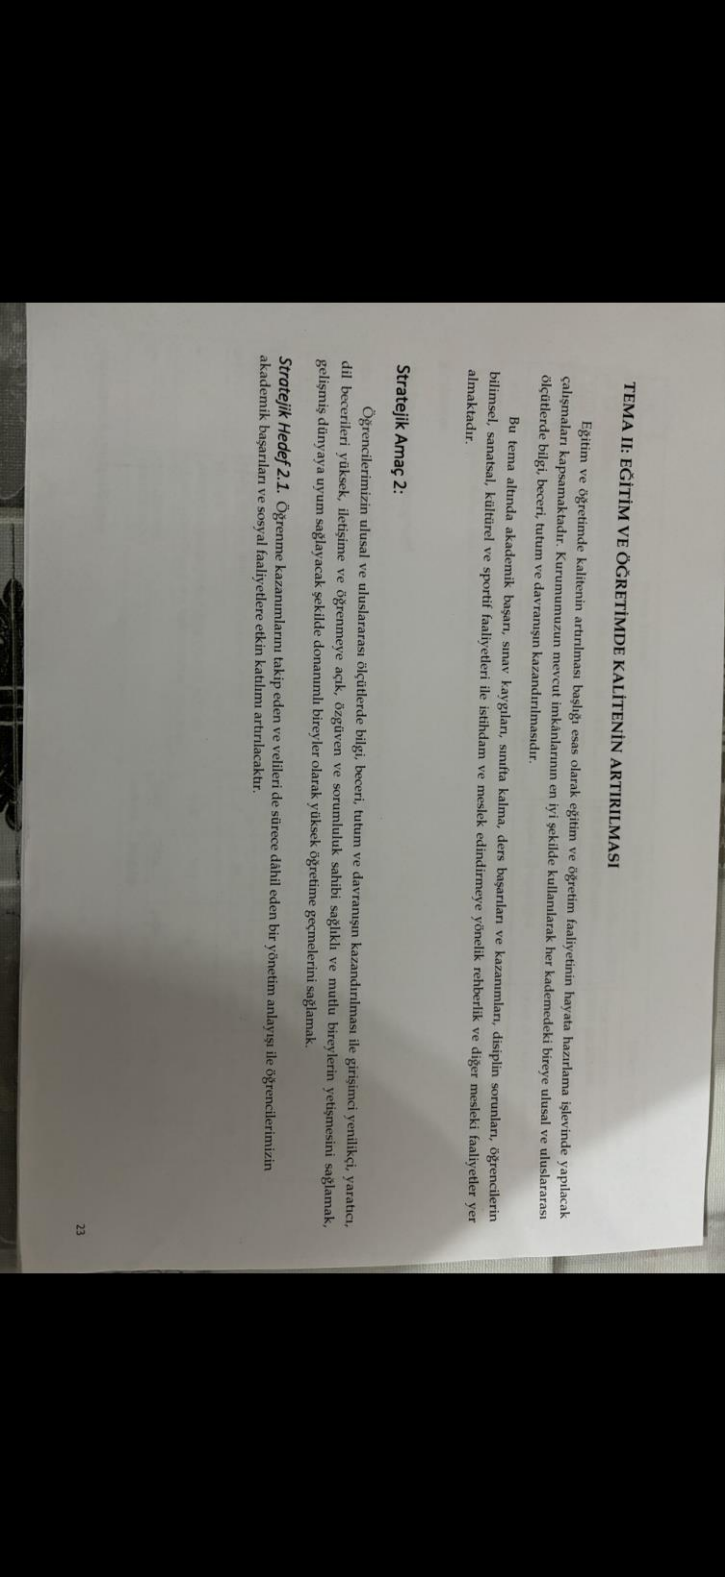 TEMA II: EĞİTİM VE ÖĞRETİMDE KALİTENİN ARTIRILMASI
Eğitim ve öğretimde kalitenin artırılması başlığı esas olarak eğitim ve öğretim faaliyetinin hayata hazırlama işlevinde yapılacak
çalışmaları kapsamaktadır. Kurumumuzun mevcut imkânlarının en iyi şekilde kullanılarak her kademedeki bireye ulusal ve uluslararası
ölçütlerde bilgi, beceri, tutum ve davranışın kazandırılmasıdır.
Bu tema altında akademik başarı, sınav kaygıları, sınıfta kalma, ders başarıları ve kazanımları, disiplin sorunları, öğrencilerin
bilimsel, sanatsal, kültürel ve sportif faaliyetleri ile istihdam ve meslek edindirmeye yönelik rehberlik ve diğer mesleki faaliyetler yer
almaktadır.
Stratejik Amaç 2:
Öğrencilerimizin ulusal ve uluslararası ölçütlerde bilgi, beceri, tutum ve davranışın kazandırılması ile girişimci yenilikçi, yaratıcı,
dil becerileri yüksek, iletişime ve öğrenmeye açık, özgüven ve sorumluluk sahibi sağlıklı ve mutlu bireylerin yetişmesini sağlamak,
gelişmiş dünyaya uyum sağlayacak şekilde donanımlı bireyler olarak yüksek öğretime geçmelerini sağlamak.
Stratejik Hedef 2.1. Öğrenme kazanımlarını takip eden ve velileri de sürece dâhil eden bir yönetim anlayışı ile öğrencilerimizin
akademik başarıları ve sosyal faaliyetlere etkin katılımı artırılacaktır.
23